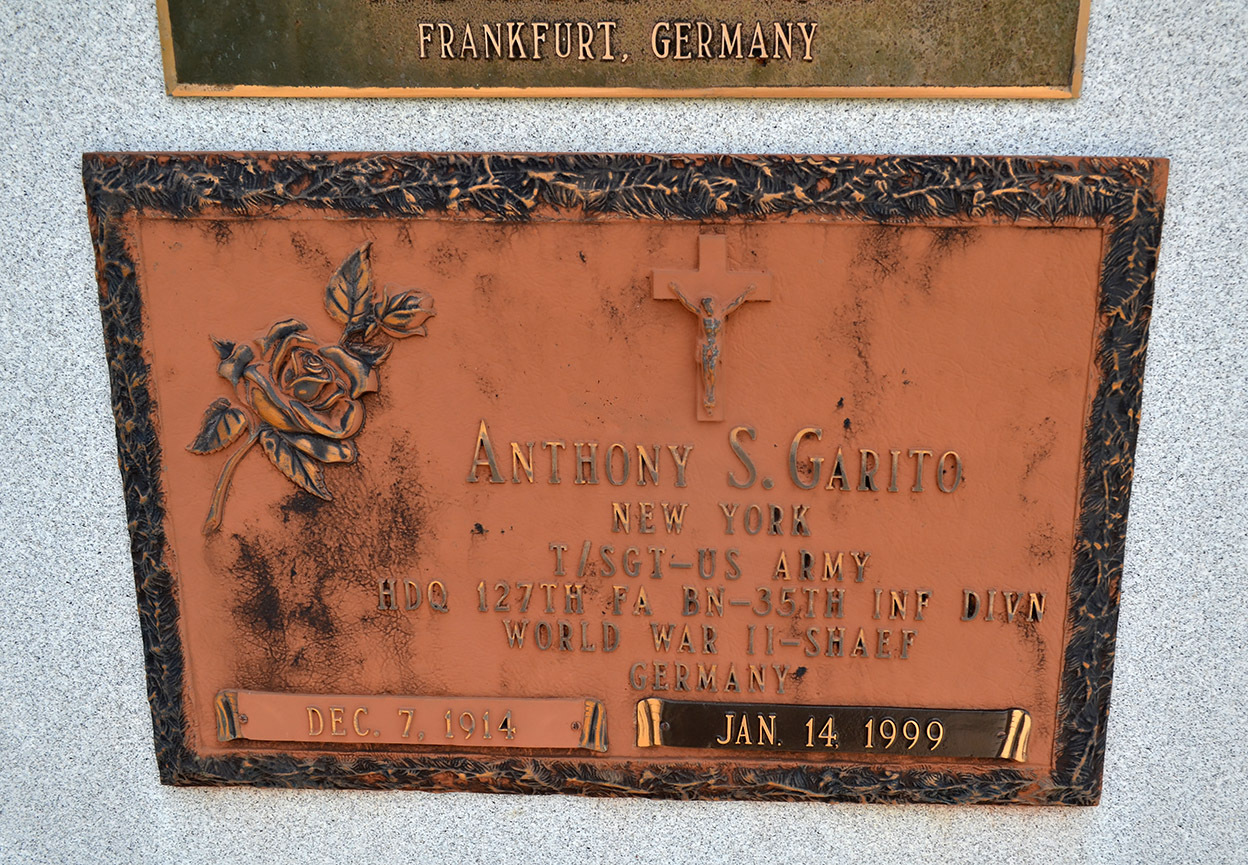 FRANKFURT, GERMANY
ANTHONY S. GARITO
NEW YORK
T/SGT-US ARMY
HDQ 127TH FA BN-35TH INF DIVN
WORLD WAR II-SHAEF
GERMANY
DEC. 7, 1914
JAN. 14, 1999